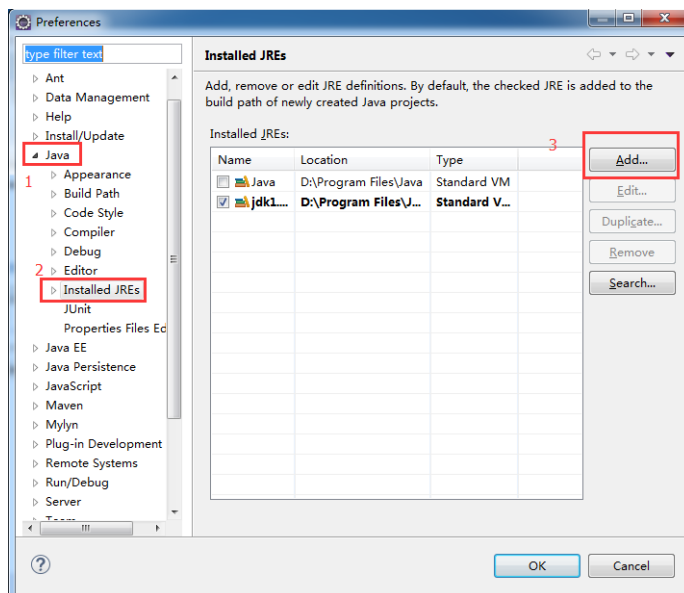 Preferences
type filter text
Ant
Data Management
Help
Install/Update
Java
1
Appearance
Build Path
Code Style
Compiler
Debug
2
Editor
Installed JREs
JUnit
Properties Files Ed
Java EE
Java Persistence
JavaScript
Maven
Mylyn
Plug-in Development
Remote Systems
Run/Debug
Server
Team
Installed JREs
Add, remove or edit JRE definitions. By default, the checked JRE is added to the
build path of newly created Java projects.
Installed JREs:
3
Name Location Type
Java D:\Program Files\Java Standard VM
jdk1.... D:\Program Files\J... Standard V...
Add...
Edit...
Duplicate...
Remove
Search...
OK Cancel